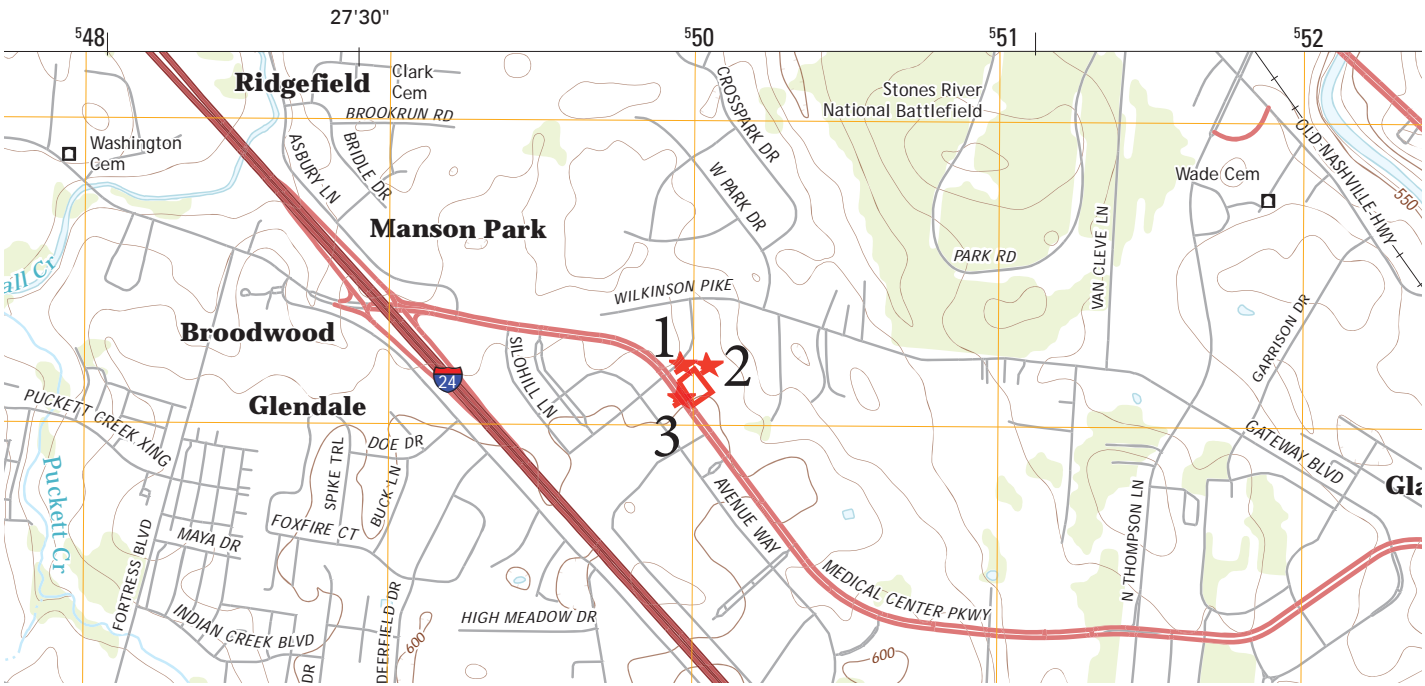 27'30"
⁵48
⁵50
⁵51
⁵52
Ridgefield
Clark
Cem
BROOKRUN RD
CROSSPARK DR
Stones River
National Battlefield
OLD-NASHVILLE-HWY
Washington
Cem
ASBURY LN
BRIDLE DR
W PARK DR
Wade Cem
550
Manson Park
VAN CLEVE LN
PARK RD
all Cr
WILKINSON PIKE
GARRISON DR
Broodwood
SILOHILL LN
1
2
24
3
PUCKETT CREEK XING
Glendale
DOE DR
GATEWAY BLVD
Puckett Cr
SPIKE TRL
BUCK LN
AVENUE WAY
Gla
FORTRESS BLVD
MAYA DR
FOXFIRE CT
N THOMPSON LN
MEDICAL CENTER PKWY
INDIAN CREEK BLVD
DEERFIELD DR
HIGH MEADOW DR
600
600
DR